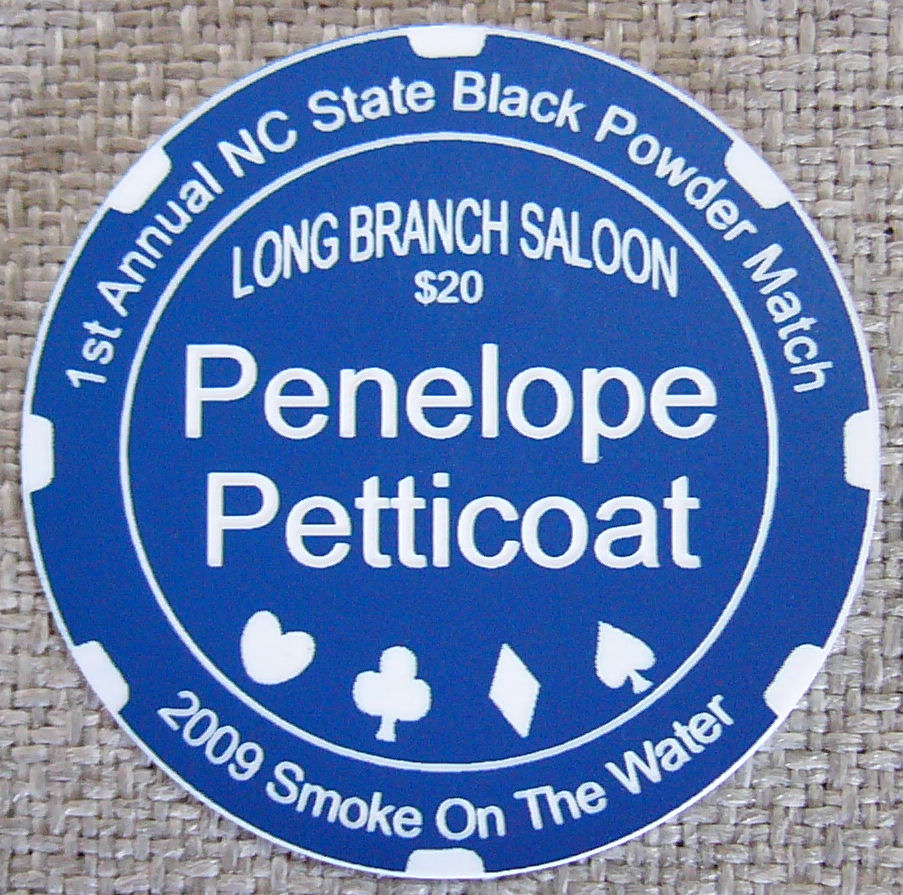 1st Annual NC State Black Powder Match
LONG BRANCH SALOON
$20
Penelope
Petticoat
2009 Smoke On The Water